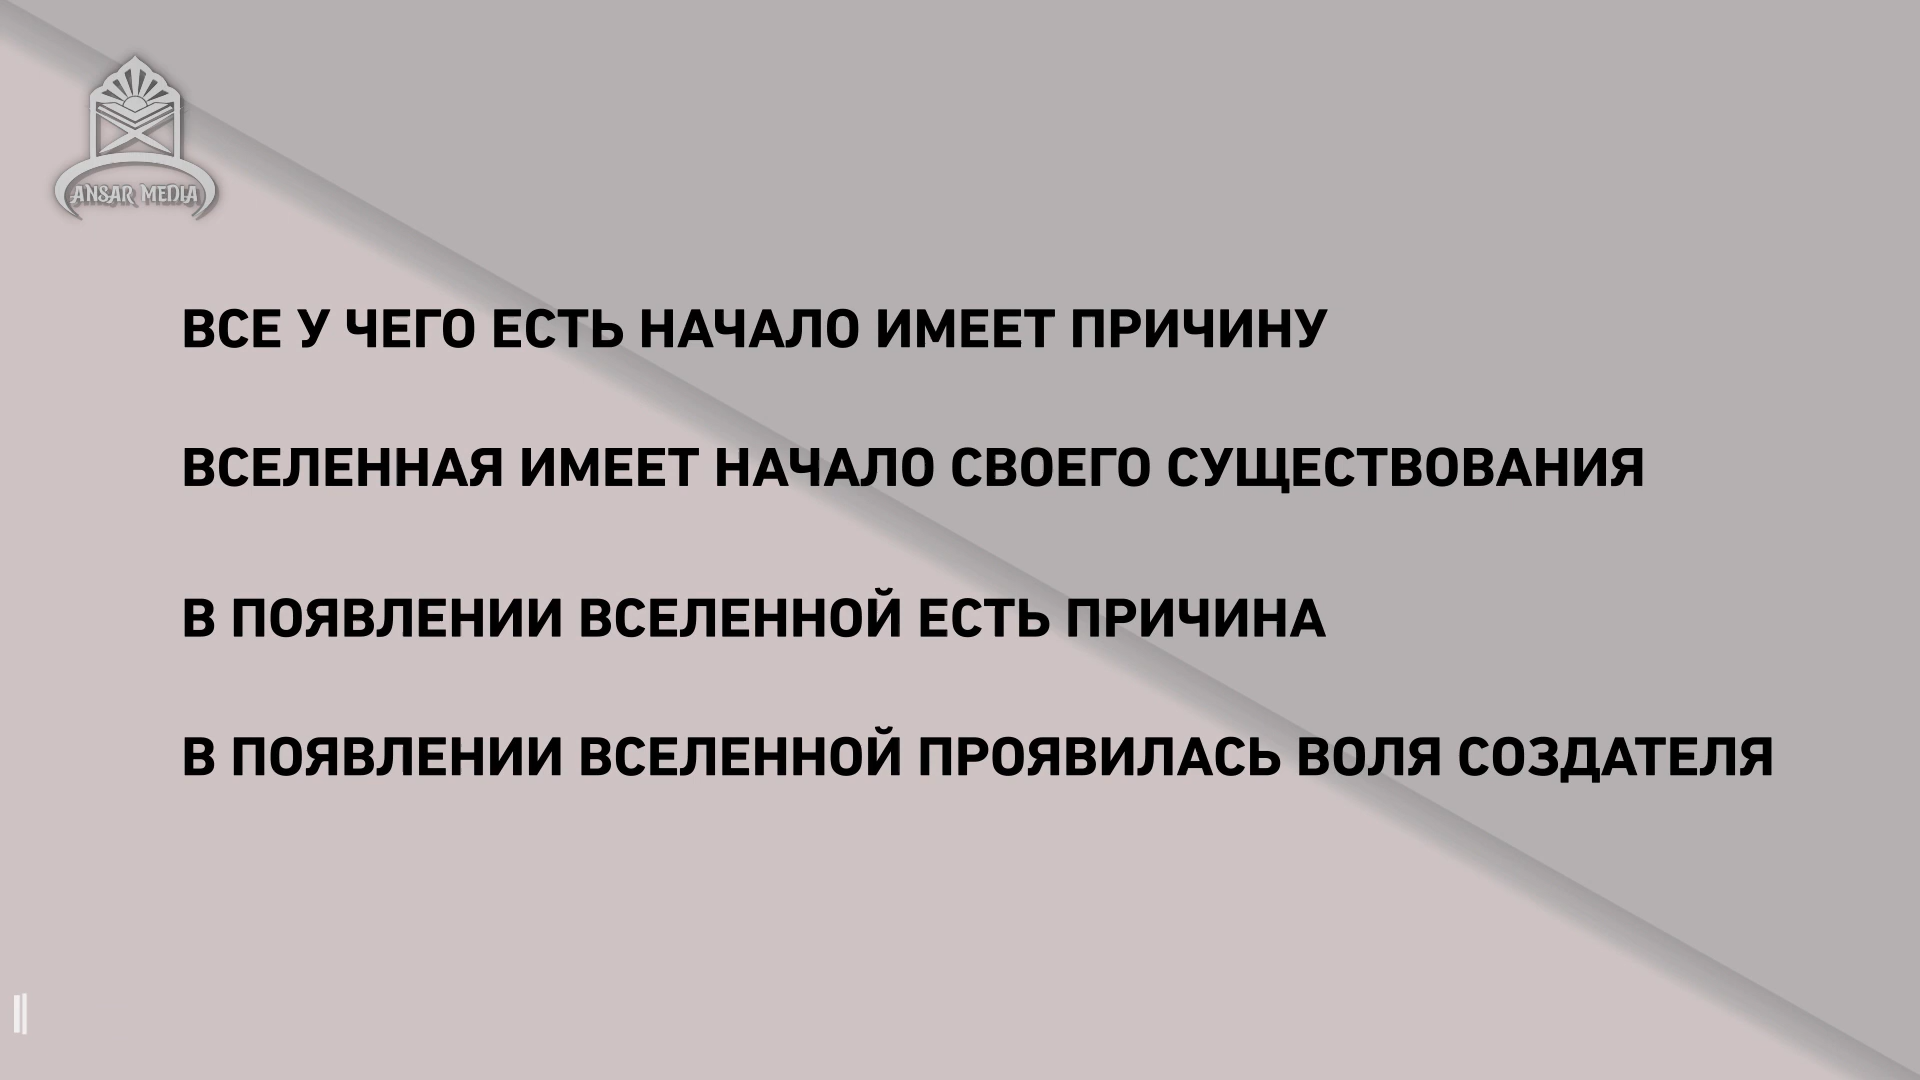 ANSAR MEDIA
ВСЕ У ЧЕГО ЕСТЬ НАЧАЛО ИМЕЕТ ПРИЧИНУ
ВСЕЛЕННАЯ ИМЕЕТ НАЧАЛО СВОЕГО СУЩЕСТВОВАНИЯ
В ПОЯВЛЕНИИ ВСЕЛЕННОЙ ЕСТЬ ПРИЧИНА
В ПОЯВЛЕНИИ ВСЕЛЕННОЙ ПРОЯВИЛАСЬ ВОЛЯ СОЗДАТЕЛЯ